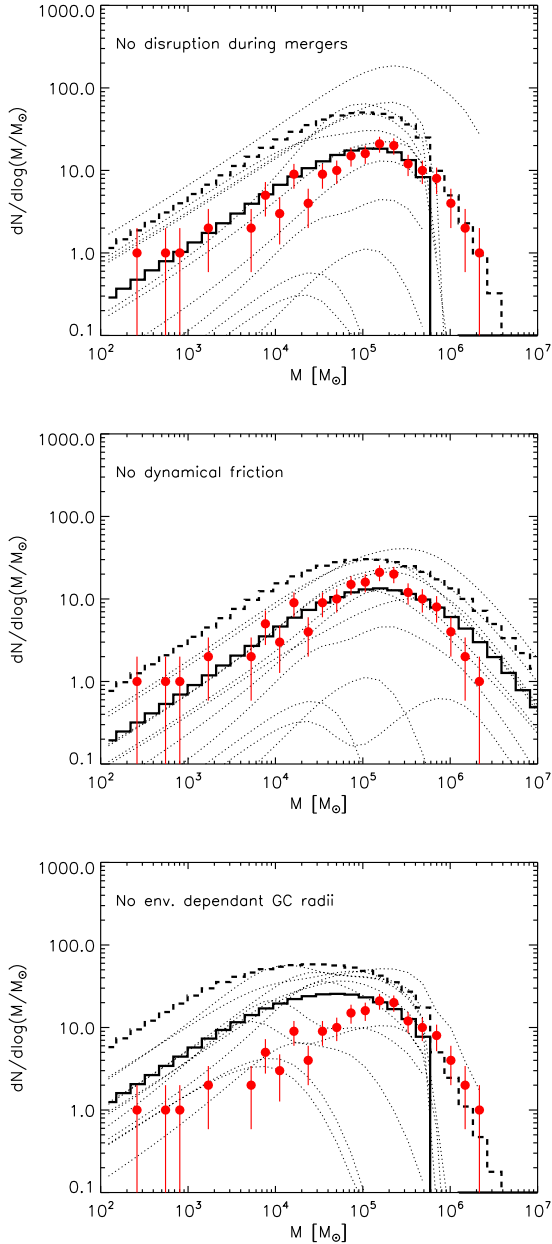 1000.0
No disruption during mergers
100.0
dN/dlog(M/M⊙)
10.0
1.0
0.1
10² 10³ 10⁴ 10⁵ 10⁶ 10⁷
M [M⊙]
1000.0
No dynamical friction
100.0
dN/dlog(M/M⊙)
10.0
1.0
0.1
10² 10³ 10⁴ 10⁵ 10⁶ 10⁷
M [M⊙]
1000.0
No env. dependant GC radii
100.0
dN/dlog(M/M⊙)
10.0
1.0
0.1
10² 10³ 10⁴ 10⁵ 10⁶ 10⁷
M [M⊙]